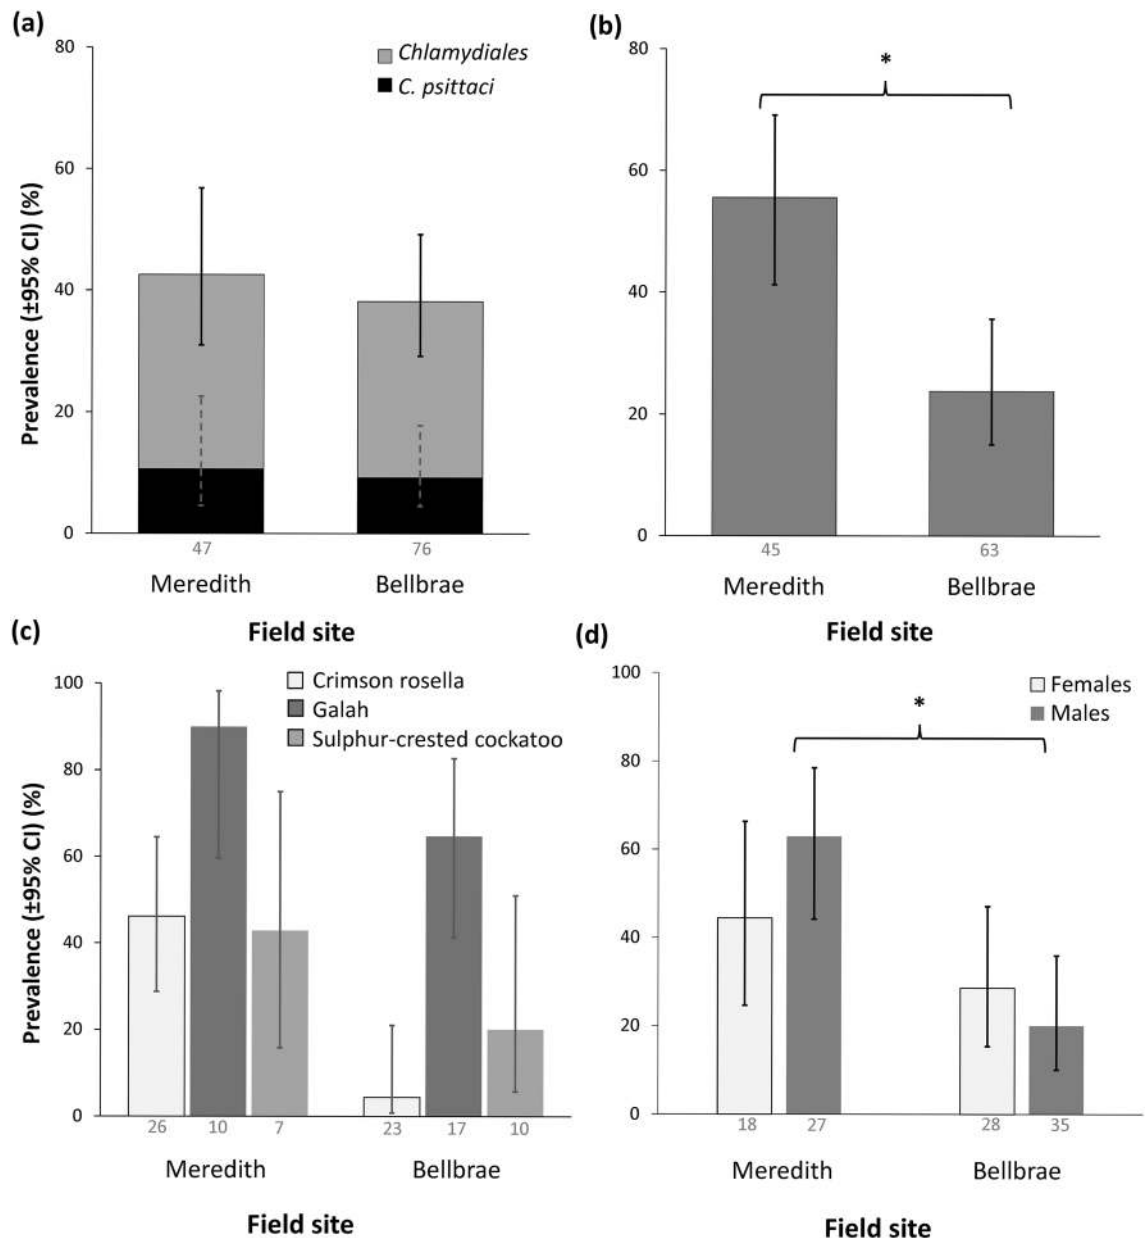 (a)
80
60
40
20
0
Prevalence (±95% CI) (%)
Chlamydiales
C. psittaci
47
76
Meredith
Bellbrae
Field site
(b)
80
60
40
20
0
*
45
63
Meredith
Bellbrae
Field site
(c)
100
80
60
40
20
0
Prevalence (±95% CI) (%)
Crimson rosella
Galah
Sulphur-crested cockatoo
26
10
7
23
17
10
Meredith
Bellbrae
Field site
(d)
100
80
60
40
20
0
Females
Males
*
18
27
28
35
Meredith
Bellbrae
Field site